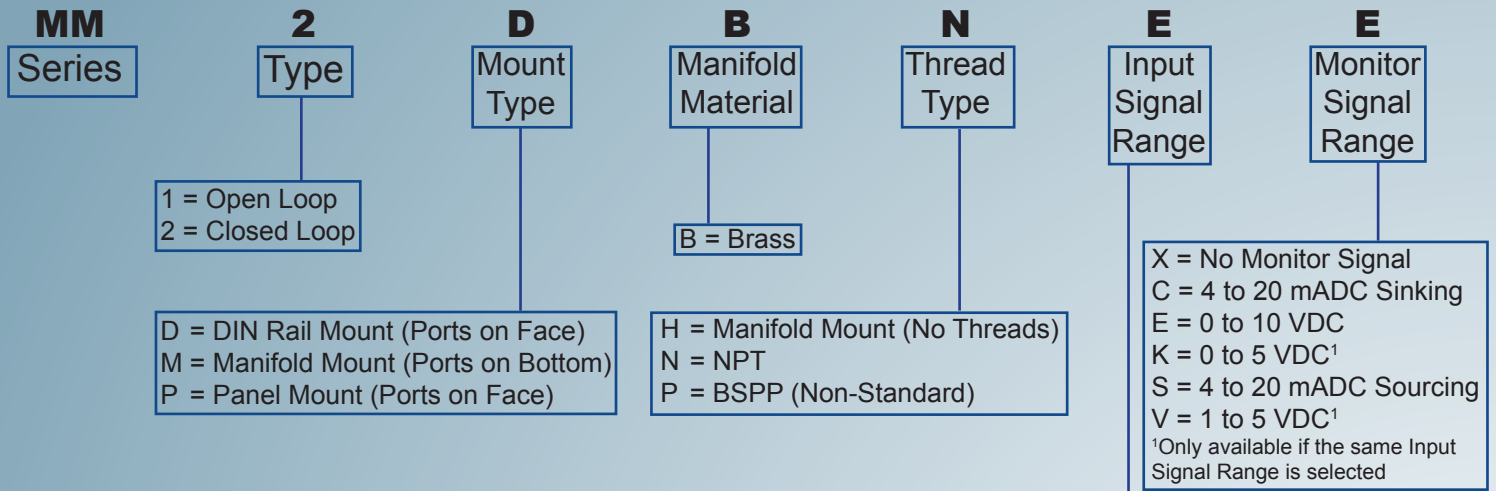 MM 2 D B N E E
Series
Type
Mount
Type
Manifold
Material
Thread
Type
Input
Signal
Range
Monitor
Signal
Range
1 = Open Loop
2 = Closed Loop
B = Brass
D = DIN Rail Mount (Ports on Face)
M = Manifold Mount (Ports on Bottom)
P = Panel Mount (Ports on Face)
H = Manifold Mount (No Threads)
N = NPT
P = BSPP (Non-Standard)
X = No Monitor Signal
C = 4 to 20 mADC Sinking
E = 0 to 10 VDC
K = 0 to 5 VDC¹
S = 4 to 20 mADC Sourcing
V = 1 to 5 VDC¹
¹Only available if the same Input
Signal Range is selected